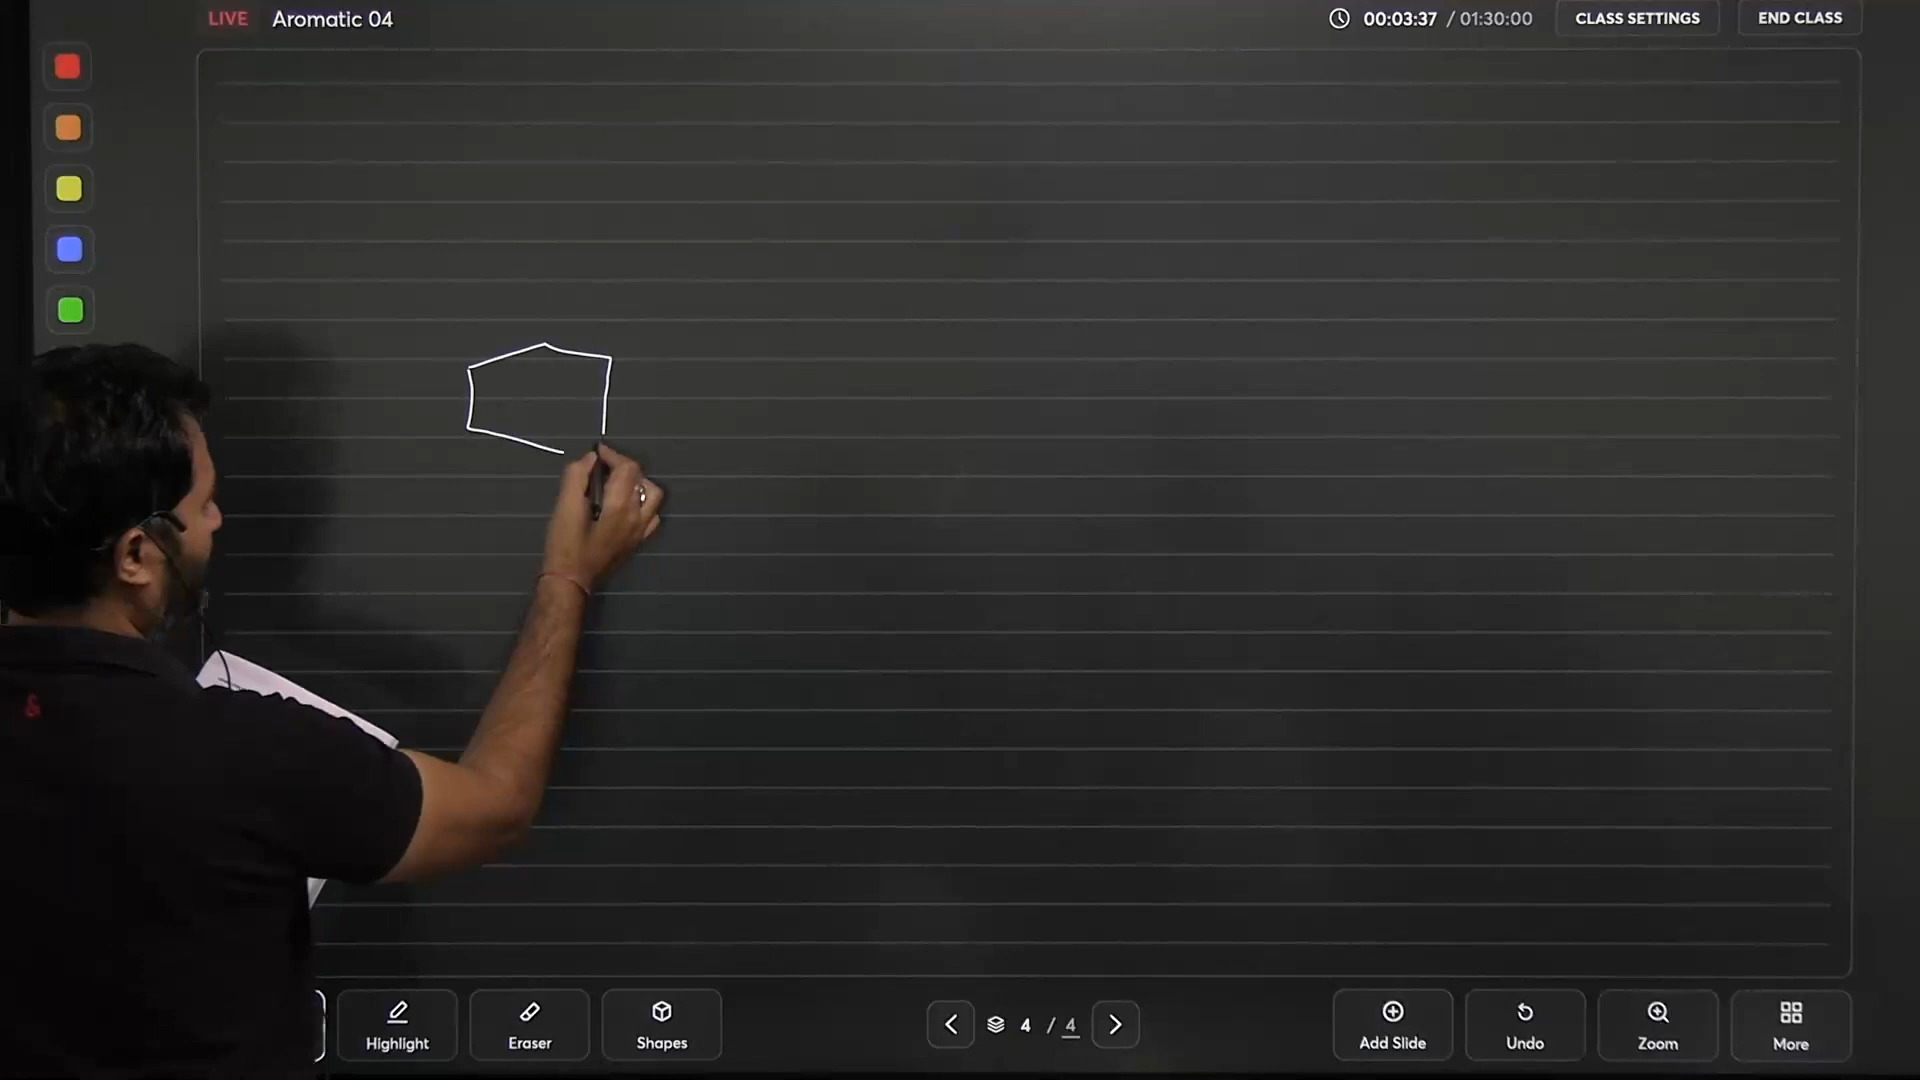 LIVE Aromatic 04 00:03:37 / 01:30:00 CLASS SETTINGS END CLASS
Highlight Eraser Shapes 4 / 4 Add Slide Undo Zoom More